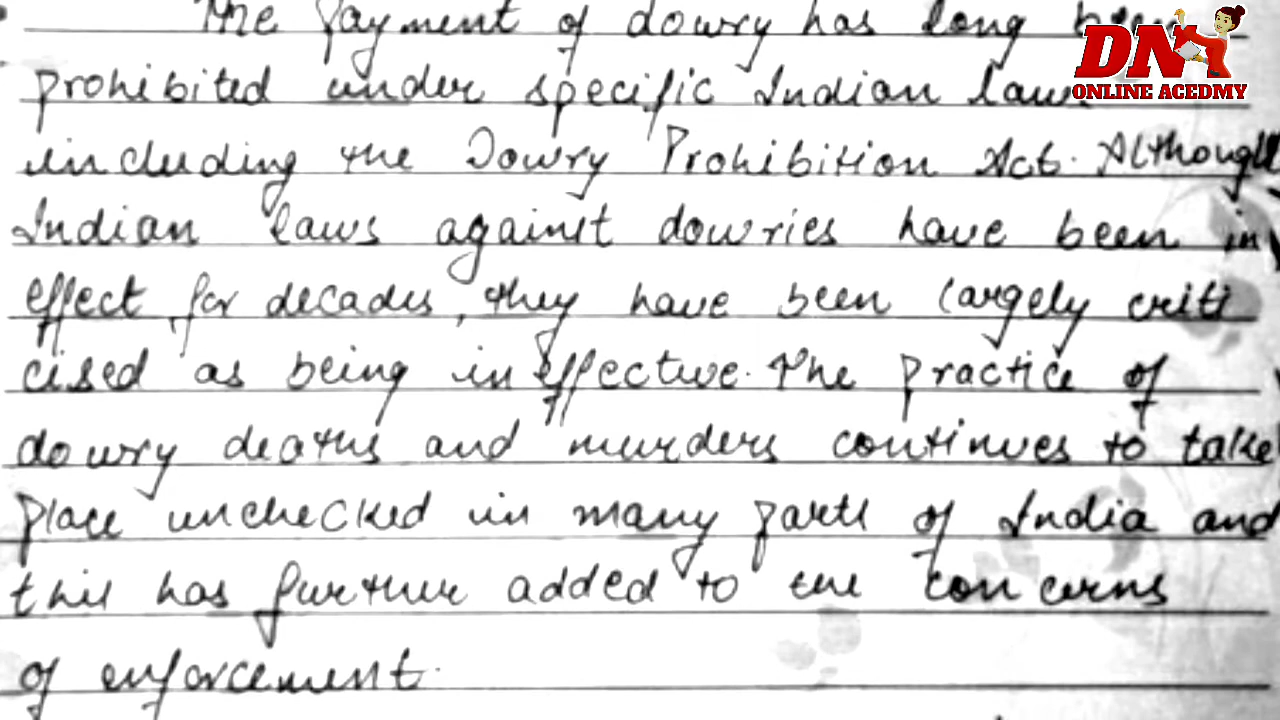 The payment of dowry has long been
prohibited under specific Indian laws
including the Dowry Prohibition Act. Although
Indian laws against dowries have been in
effect for decades, they have been largely criti
cised as being ineffective. The practice of
dowry deaths and murders continues to take
place unchecked in many parts of India and
this has further added to the concerns
of enforcement.
DN
ONLINE ACEDMY